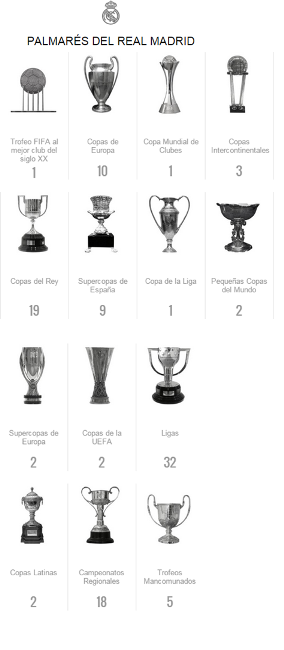 PALMARÉS DEL REAL MADRID
Trofeo FIFA al
mejor club del
siglo XX
1
Copas de
Europa
10
Copa Mundial de
Clubes
1
Copas
Intercontinentales
3
Copas del Rey
19
Supercopas de
España
9
Copa de la Liga
1
Pequeñas Copas
del Mundo
2
Supercopas de
Europa
2
Copas de la
UEFA
2
Ligas
32
Copas Latinas
2
Campeonatos
Regionales
18
Trofeos
Mancomunados
5